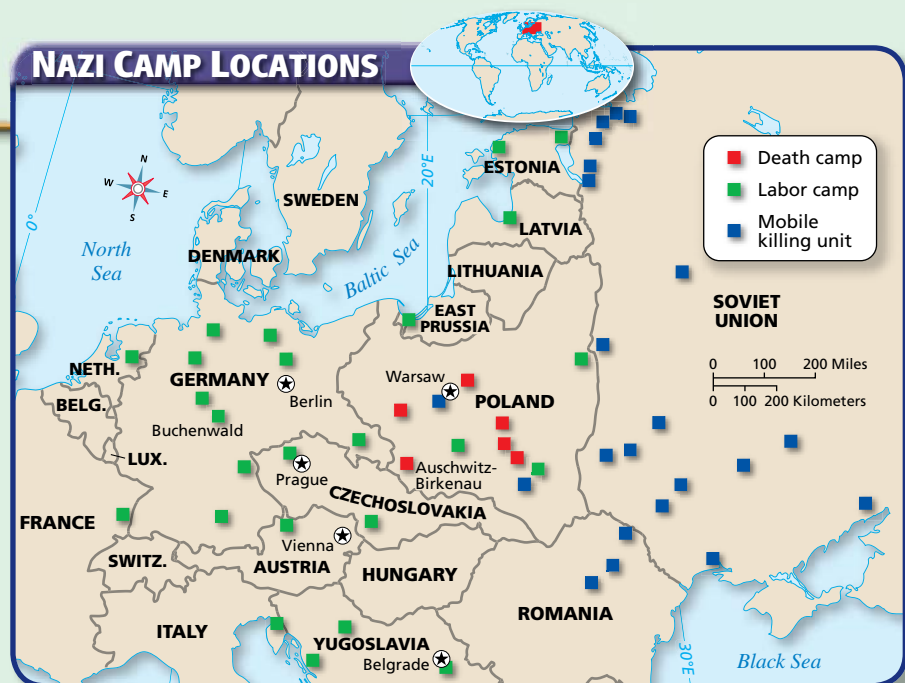 NAZI CAMP LOCATIONS
N
W
E
S
0°
20°E
30°E
North
Sea
Baltic Sea
Black Sea
SWEDEN
DENMARK
ESTONIA
LATVIA
LITHUANIA
EAST
PRUSSIA
Death camp
Labor camp
Mobile
killing unit
SOVIET
UNION
0 100 200 Miles
0 100 200 Kilometers
NETH.
GERMANY
Berlin
BELG.
Buchenwald
LUX.
Warsaw
POLAND
Auschwitz-
Birkenau
Prague
CZECHOSLOVAKIA
FRANCE
SWITZ.
Vienna
AUSTRIA
HUNGARY
ROMANIA
ITALY
YUGOSLAVIA
Belgrade